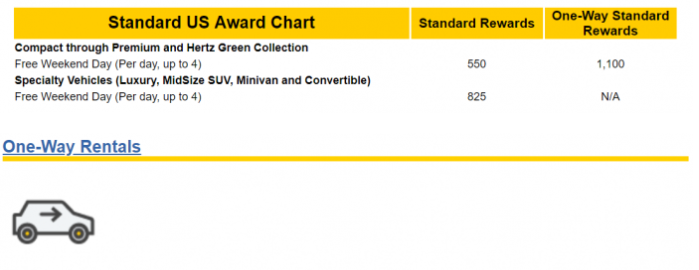 Standard US Award Chart Standard Rewards One-Way Standard Rewards
Compact through Premium and Hertz Green Collection
Free Weekend Day (Per day, up to 4) 550 1,100
Specialty Vehicles (Luxury, MidSize SUV, Minivan and Convertible)
Free Weekend Day (Per day, up to 4) 825 N/A
One-Way Rentals